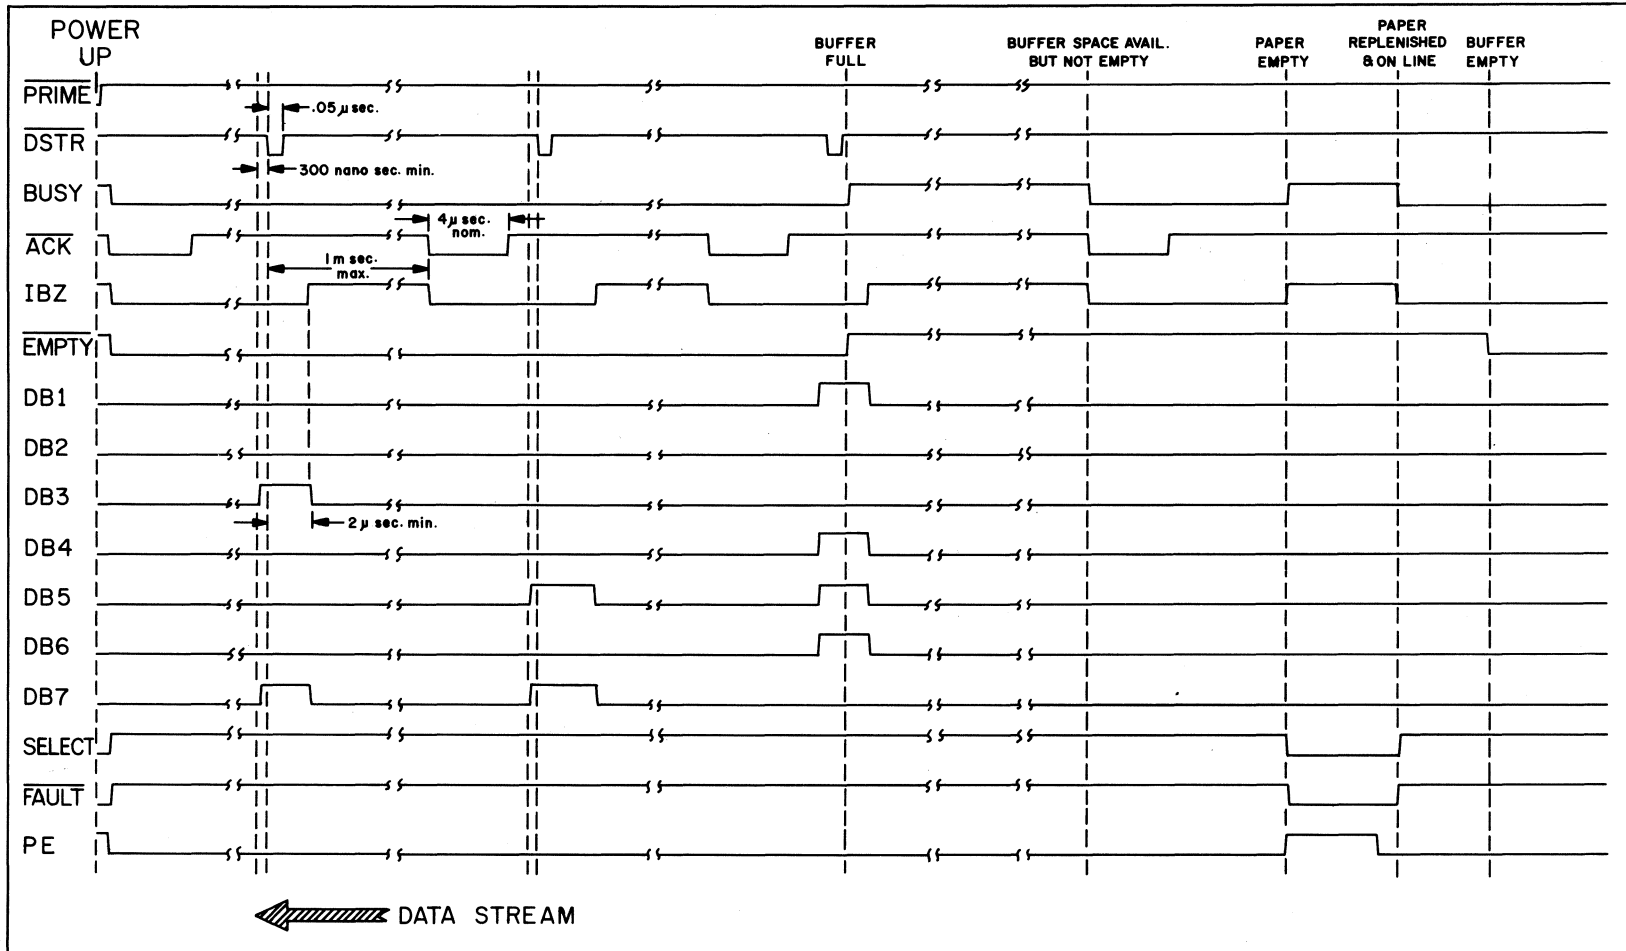 POWER
UP
BUFFER
FULL
BUFFER SPACE AVAIL.
BUT NOT EMPTY
PAPER
EMPTY
PAPER
REPLENISHED
& ON LINE
BUFFER
EMPTY
PRIME
.05 μ sec.
DSTR
300 nano sec. min.
BUSY
4 μ sec.
nom.
ACK
1 m sec.
max.
IBZ
EMPTY
DB1
DB2
DB3
2 μ sec. min.
DB4
DB5
DB6
DB7
SELECT
FAULT
PE
DATA STREAM